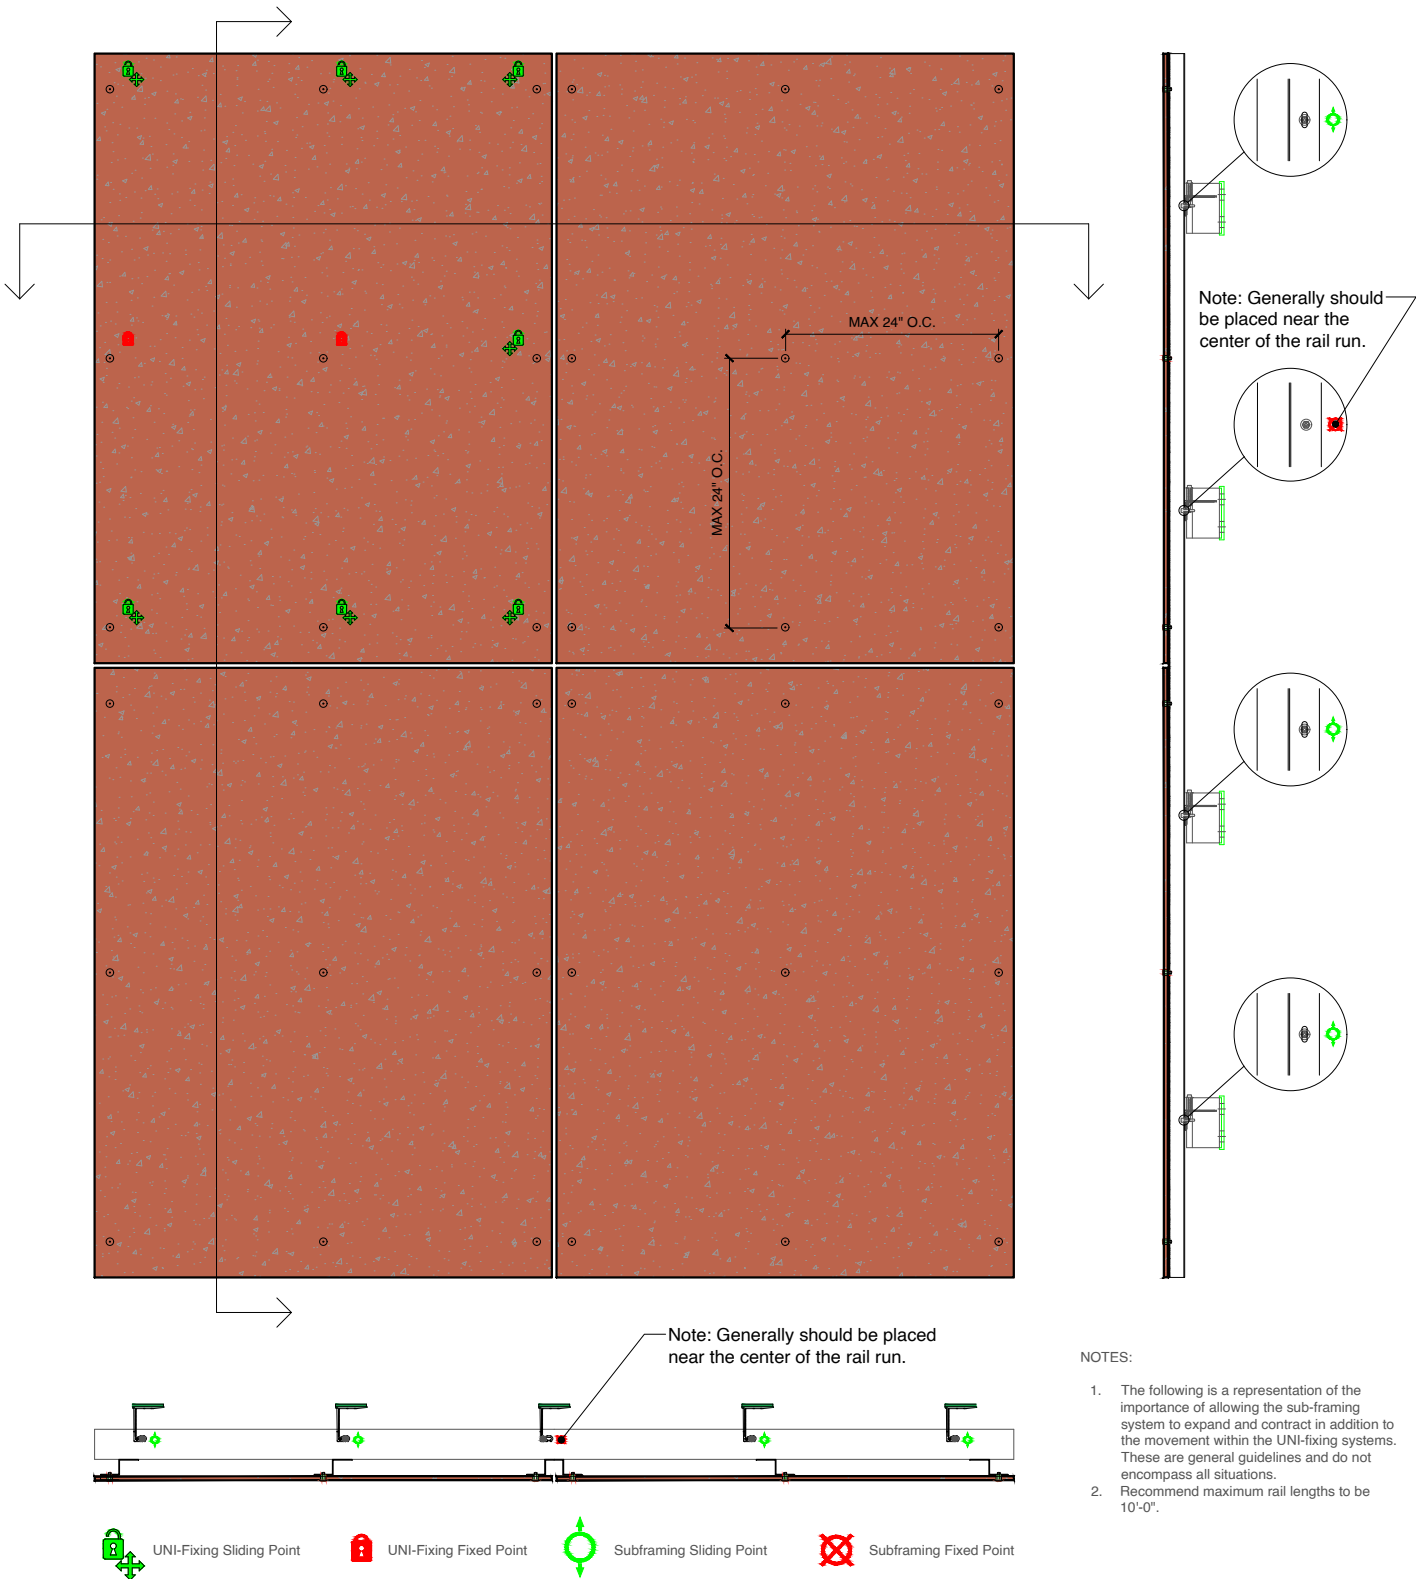 Note: Generally should
be placed near the
center of the rail run.
MAX 24" O.C.
MAX 24" O.C.
Note: Generally should be placed
near the center of the rail run.
NOTES:
1. The following is a representation of the
importance of allowing the sub-framing
system to expand and contract in addition to
the movement within the UNI-fixing systems.
These are general guidelines and do not
encompass all situations.
2. Recommend maximum rail lengths to be
10'-0".
UNI-Fixing Sliding Point
UNI-Fixing Fixed Point
Subframing Sliding Point
Subframing Fixed Point